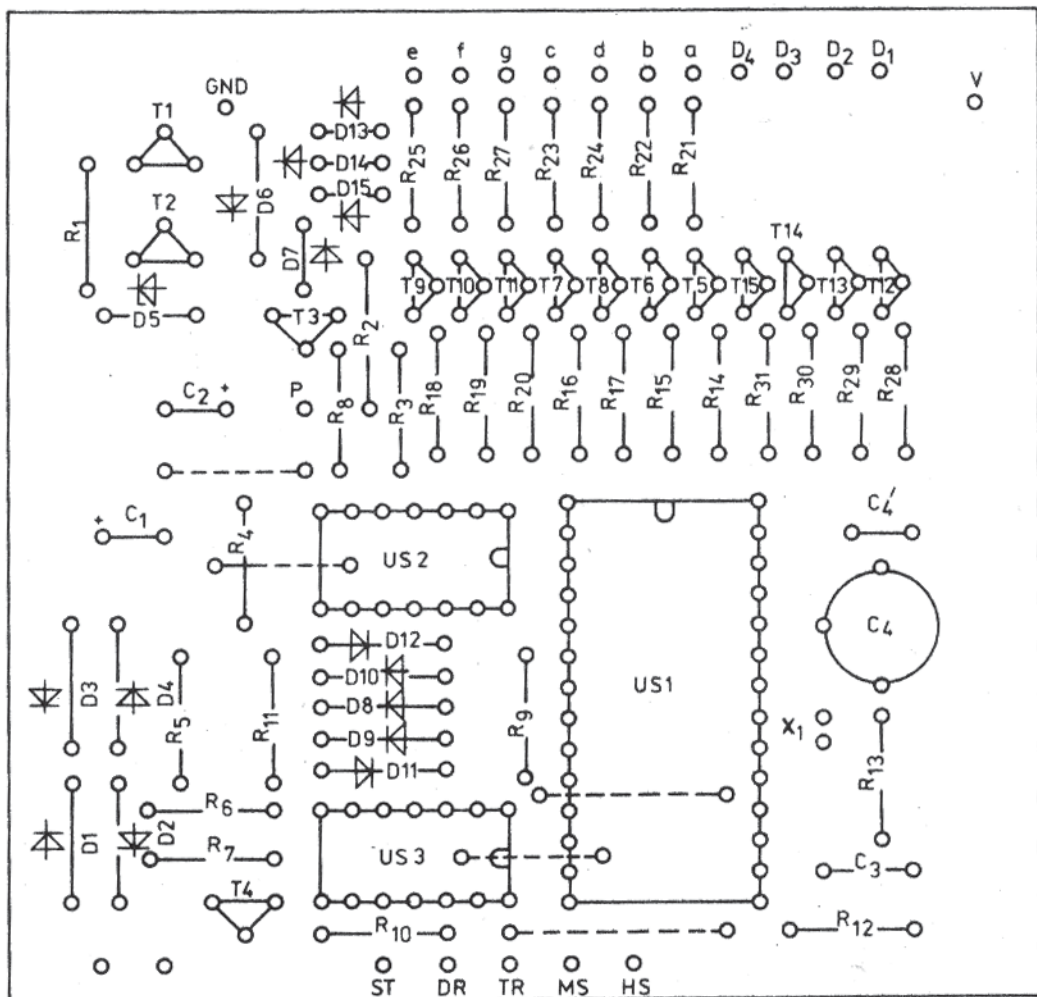 e f g c d b a D4 D3 D2 D1
V
GND
T1
D13
D14
D15
R25 R26 R27 R23 R24 R22 R21
R1
T2
D6
D7
T14
T9 T10 T11 T7 T8 T6 T5 T15 T13 T12
D5
T3
R2
C2 +
P
R8
R3
R18 R19 R20 R16 R17 R15 R14 R31 R30 R29 R28
+ C1
R4
US2
C4'
C4
D12
D10
D8
D9
D11
D3
D4
R5
R11
R9
US1
X1
R13
D1
D2
R6
R7
US3
C3
T4
R10
R12
ST DR TR MS HS